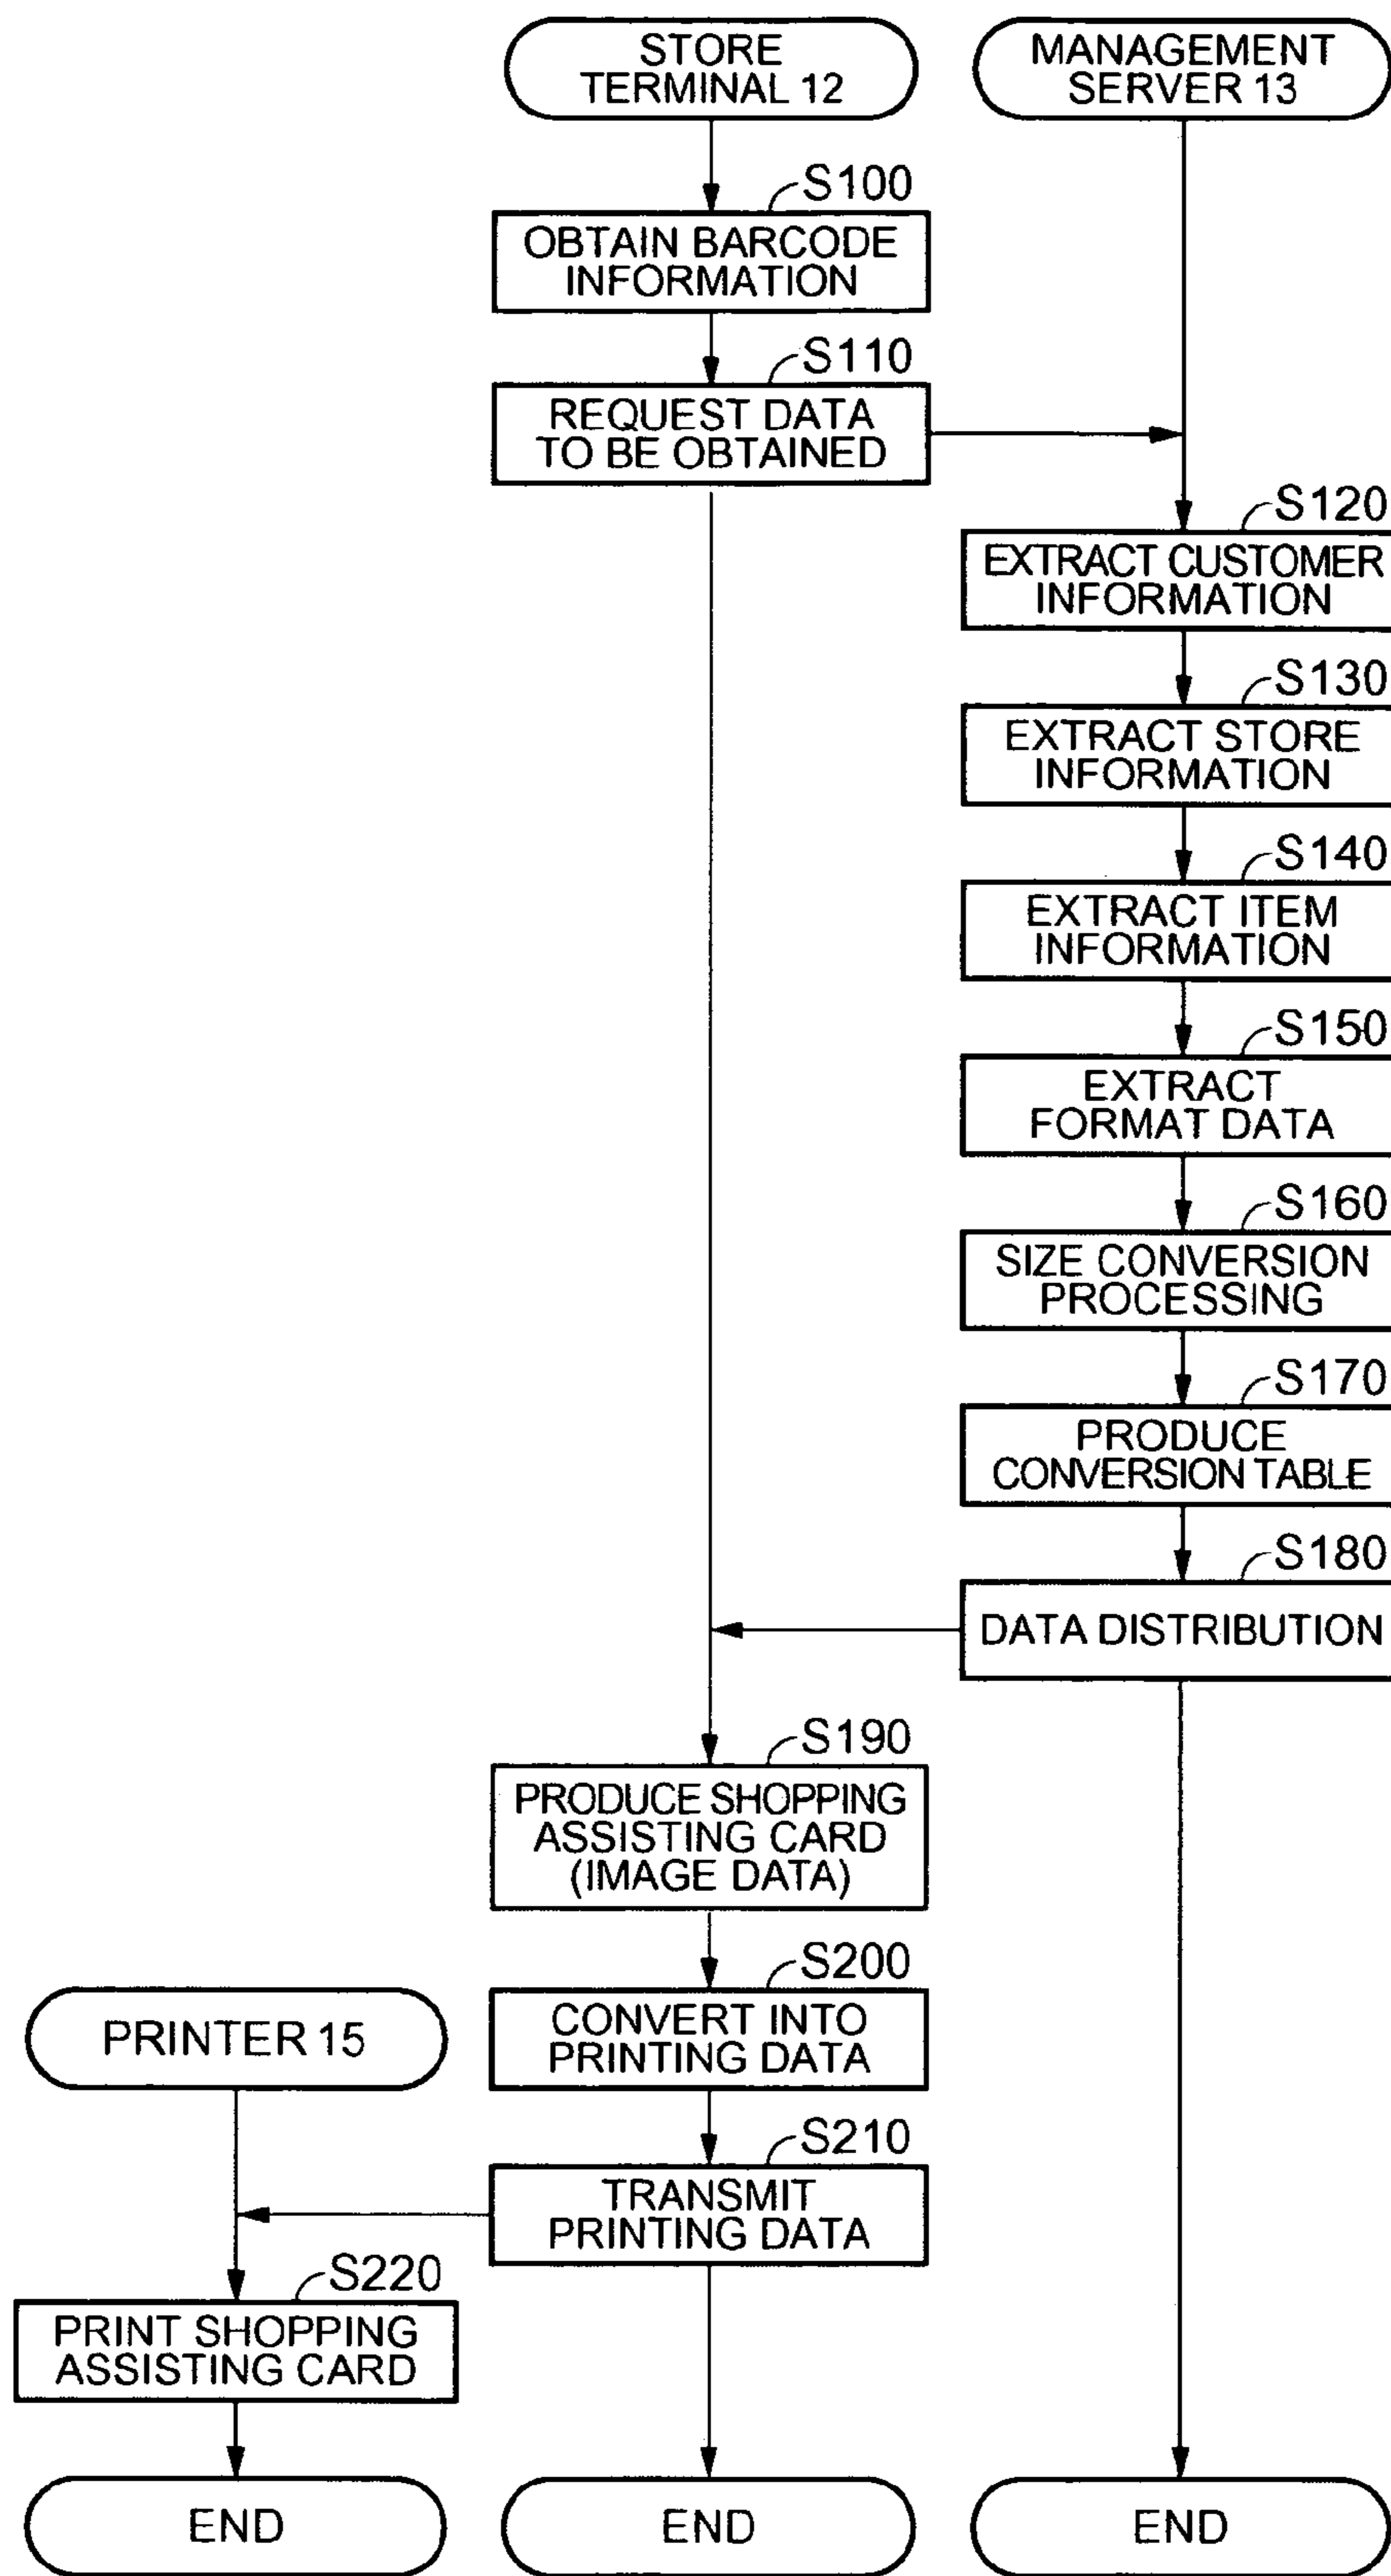 STORE
TERMINAL 12
MANAGEMENT
SERVER 13
S100
OBTAIN BARCODE
INFORMATION
S110
REQUEST DATA
TO BE OBTAINED
S120
EXTRACT CUSTOMER
INFORMATION
S130
EXTRACT STORE
INFORMATION
S140
EXTRACT ITEM
INFORMATION
S150
EXTRACT
FORMAT DATA
S160
SIZE CONVERSION
PROCESSING
S170
PRODUCE
CONVERSION TABLE
S180
DATA DISTRIBUTION
S190
PRODUCE SHOPPING
ASSISTING CARD
(IMAGE DATA)
S200
CONVERT INTO
PRINTING DATA
PRINTER 15
S210
TRANSMIT
PRINTING DATA
S220
PRINT SHOPPING
ASSISTING CARD
END
END
END